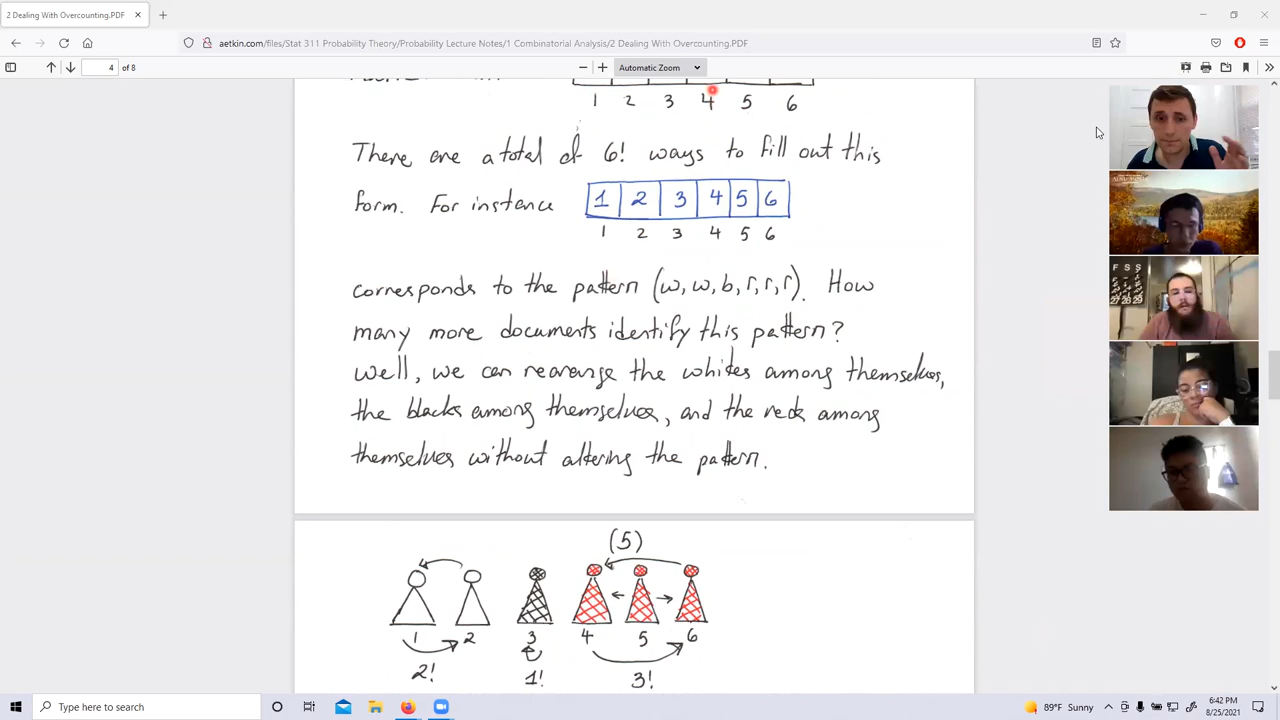 2 Dealing With Overcounting.PDF
aetkin.com/files/Stat 311 Probability Theory/Probability Lecture Notes/1 Combinatorial Analysis/2 Dealing With Overcounting.PDF
4 of 8
Automatic Zoom
1 2 3 4 5 6
There are a total of 6! ways to fill out this
form. For instance 1 2 3 4 5 6
1 2 3 4 5 6
corresponds to the pattern (w, w, b, r, r, r). How
many more documents identify this pattern?
Well, we can rearange the whites among themselves,
the blacks among themselves, and the reds among
themselves without altering the pattern.
(5)
1 2 3 4 5 6
2! 1! 3!
F S S
27 28 29
Type here to search
89°F Sunny
6:42 PM
8/25/2021